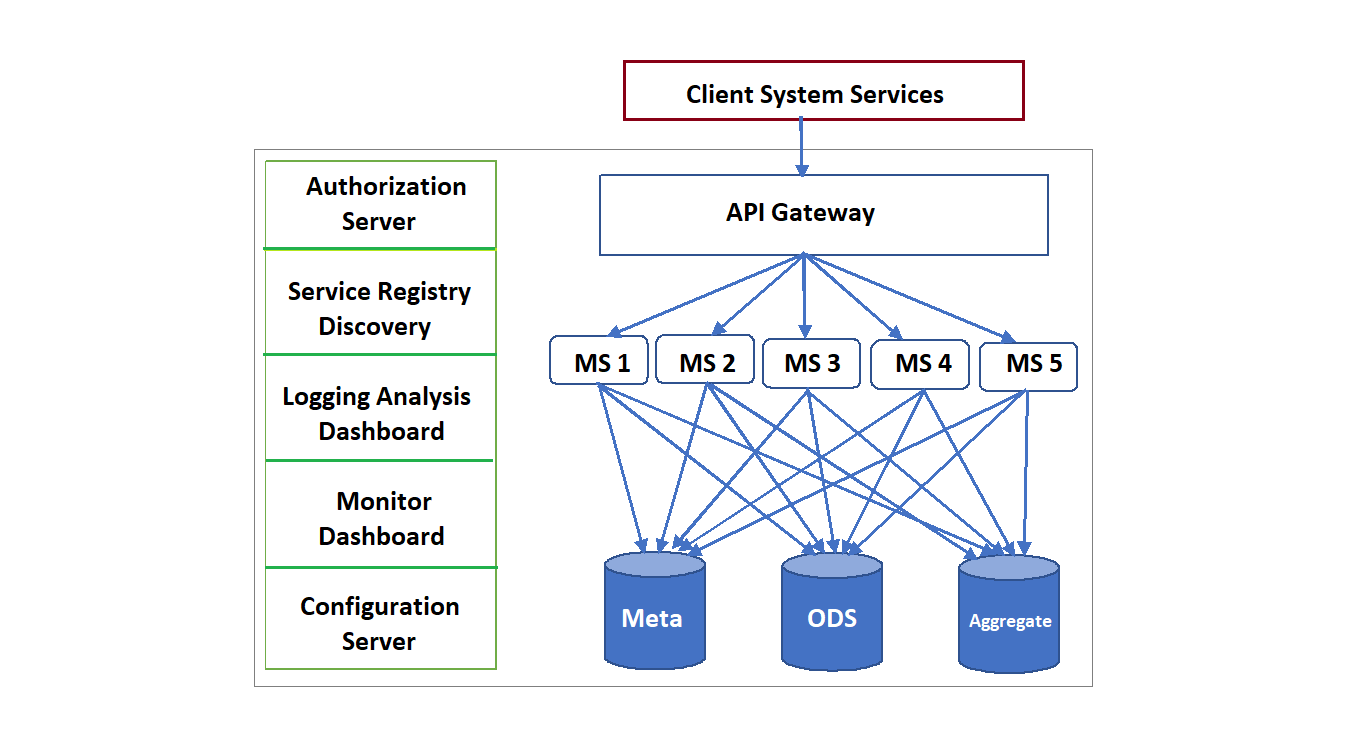 Client System Services
Authorization
Server
API Gateway
Service Registry
Discovery
MS 1
MS 2
MS 3
MS 4
MS 5
Logging Analysis
Dashboard
Monitor
Dashboard
Configuration
Server
Meta
ODS
Aggregate